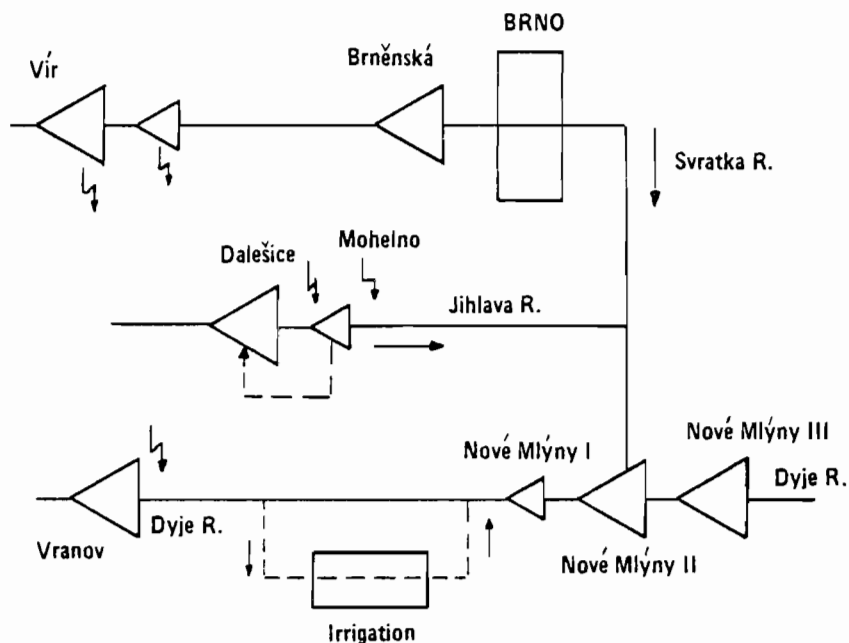 BRNO
Vír
Brněnská
Svratka R.
Dalešice
Mohelno
Jihlava R.
Nové Mlýny I
Nové Mlýny III
Dyje R.
Dyje R.
Vranov
Nové Mlýny II
Irrigation